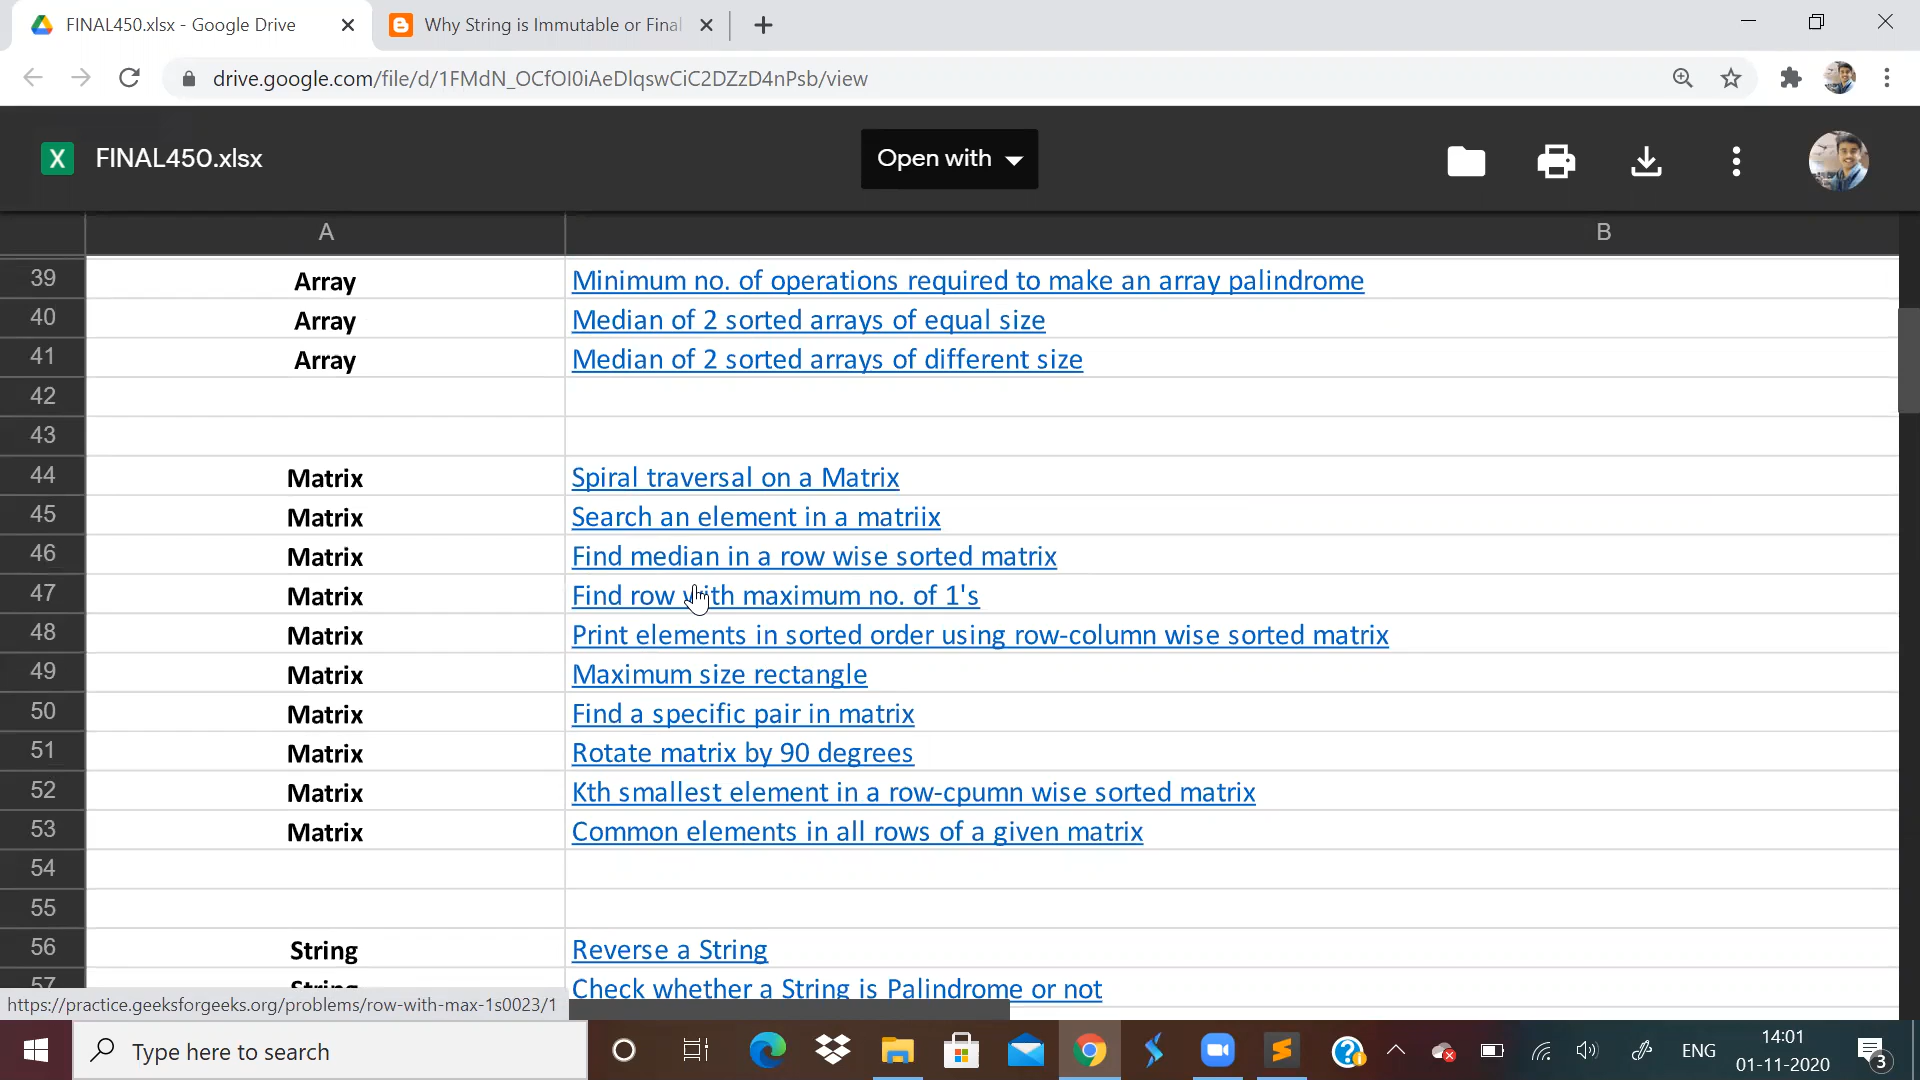 FINAL450.xlsx - Google Drive
Why String is Immutable or Final
drive.google.com/file/d/1FMdN_OCfOI0iAeDlqswCiC2DZzD4nPsb/view
X FINAL450.xlsx
Open with
A B
39 Array Minimum no. of operations required to make an array palindrome
40 Array Median of 2 sorted arrays of equal size
41 Array Median of 2 sorted arrays of different size
42
43
44 Matrix Spiral traversal on a Matrix
45 Matrix Search an element in a matriix
46 Matrix Find median in a row wise sorted matrix
47 Matrix Find row with maximum no. of 1's
48 Matrix Print elements in sorted order using row-column wise sorted matrix
49 Matrix Maximum size rectangle
50 Matrix Find a specific pair in matrix
51 Matrix Rotate matrix by 90 degrees
52 Matrix Kth smallest element in a row-cpumn wise sorted matrix
53 Matrix Common elements in all rows of a given matrix
54
55
56 String Reverse a String
57 String Check whether a String is Palindrome or not
https://practice.geeksforgeeks.org/problems/row-with-max-1s0023/1
Type here to search
ENG
14:01
01-11-2020
3